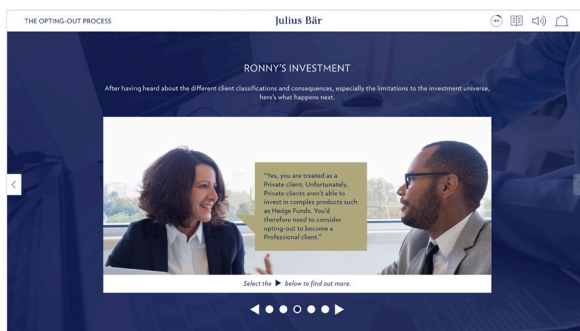 THE OPTING-OUT PROCESS
Julius Bär
RONNY'S INVESTMENT
After having heard about the different client classifications and consequences, especially the limitations to the investment universe,
here's what happens next.
"Yes, you are treated as a
Private client. Unfortunately,
Private clients aren't able to
invest in complex products such
as Hedge Funds. You'd
therefore need to consider
opting-out to become a
Professional client."
Select the ▶ below to find out more.